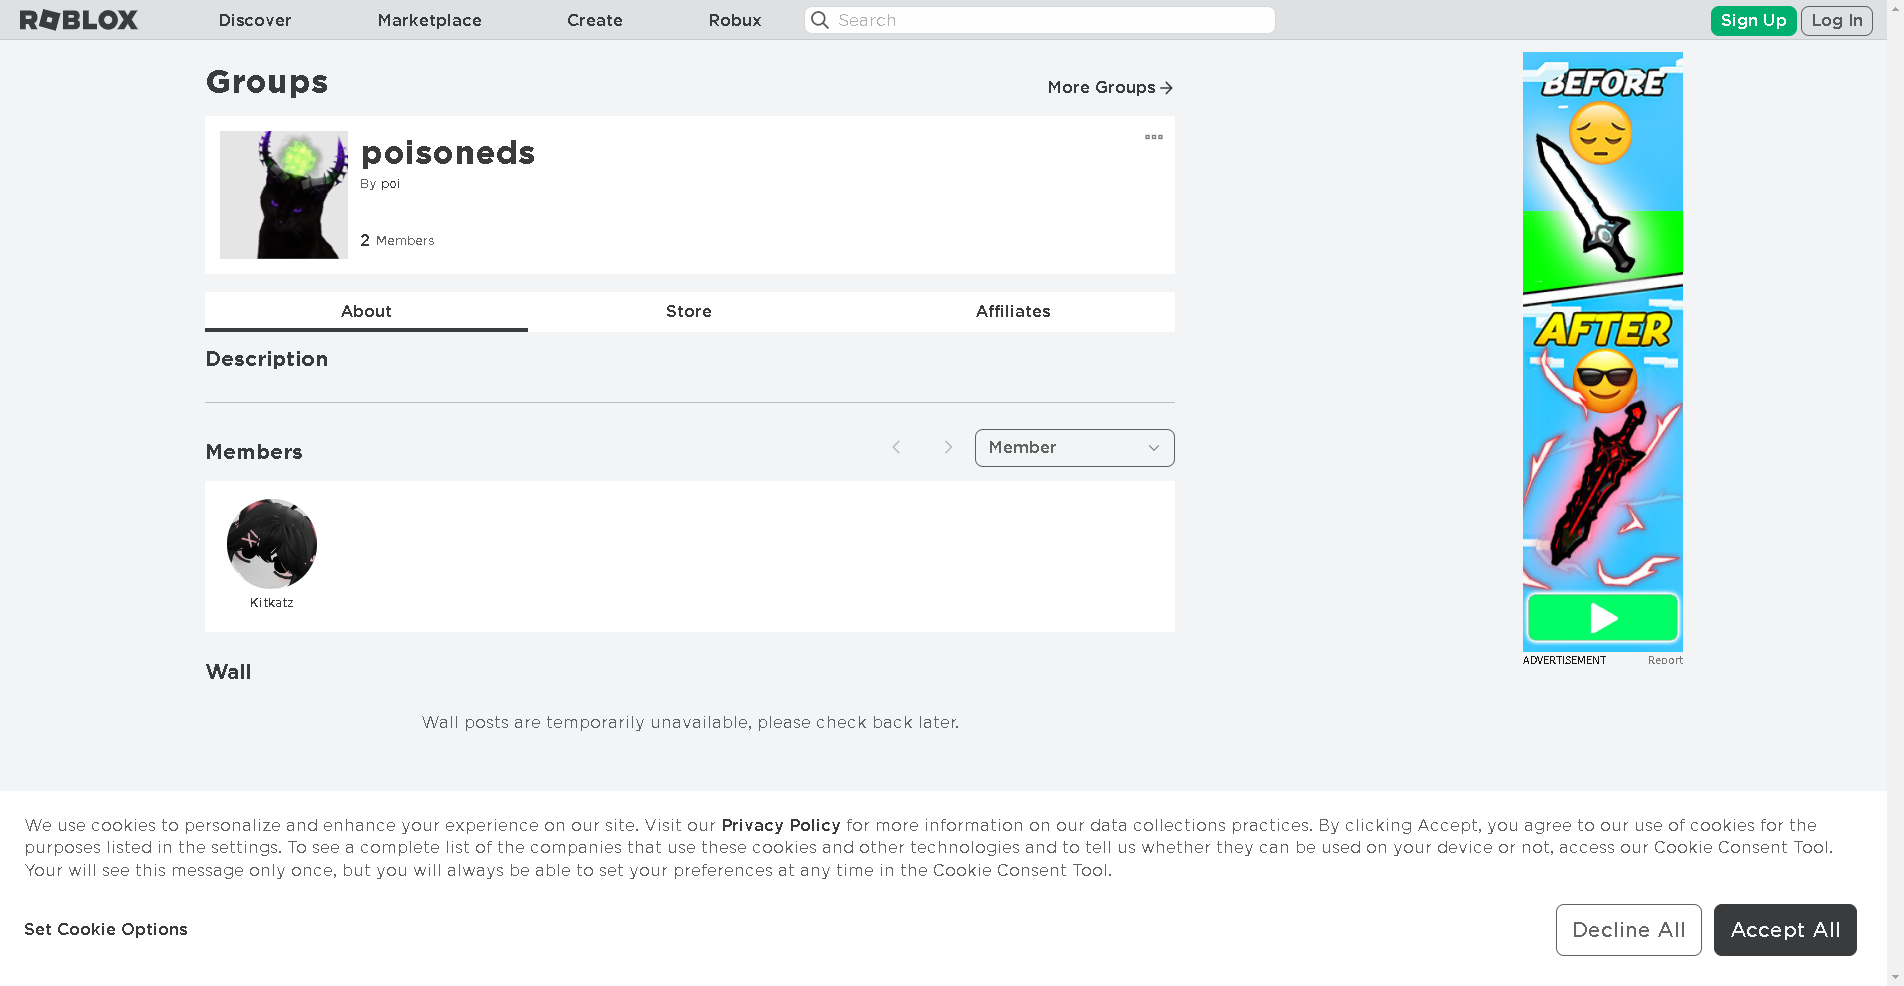 ROBLOX
Discover
Marketplace
Create
Robux
Search
Sign Up
Log In
Groups
More Groups
poisoneds
By poi
2 Members
About
Store
Affiliates
Description
Members
Member
Kitkatz
Wall
Wall posts are temporarily unavailable, please check back later.
BEFORE
AFTER
ADVERTISEMENT
Report
We use cookies to personalize and enhance your experience on our site. Visit our Privacy Policy for more information on our data collections practices. By clicking Accept, you agree to our use of cookies for the
purposes listed in the settings. To see a complete list of the companies that use these cookies and other technologies and to tell us whether they can be used on your device or not, access our Cookie Consent Tool.
Your will see this message only once, but you will always be able to set your preferences at any time in the Cookie Consent Tool.
Set Cookie Options
Decline All
Accept All